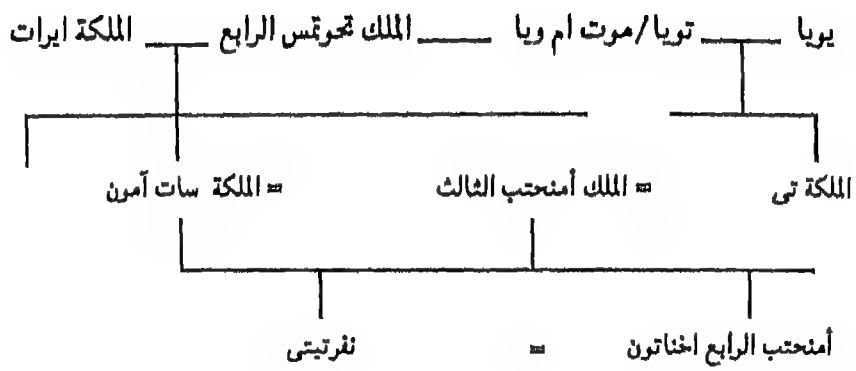 يويا تويا/موت ام ويا الملك تحوتمس الرابع الملكة ايرات
الملكة تى = الملك أمنحتب الثالث = الملكة سات آمون
أمنحتب الرابع اخناتون = نفرتيتى